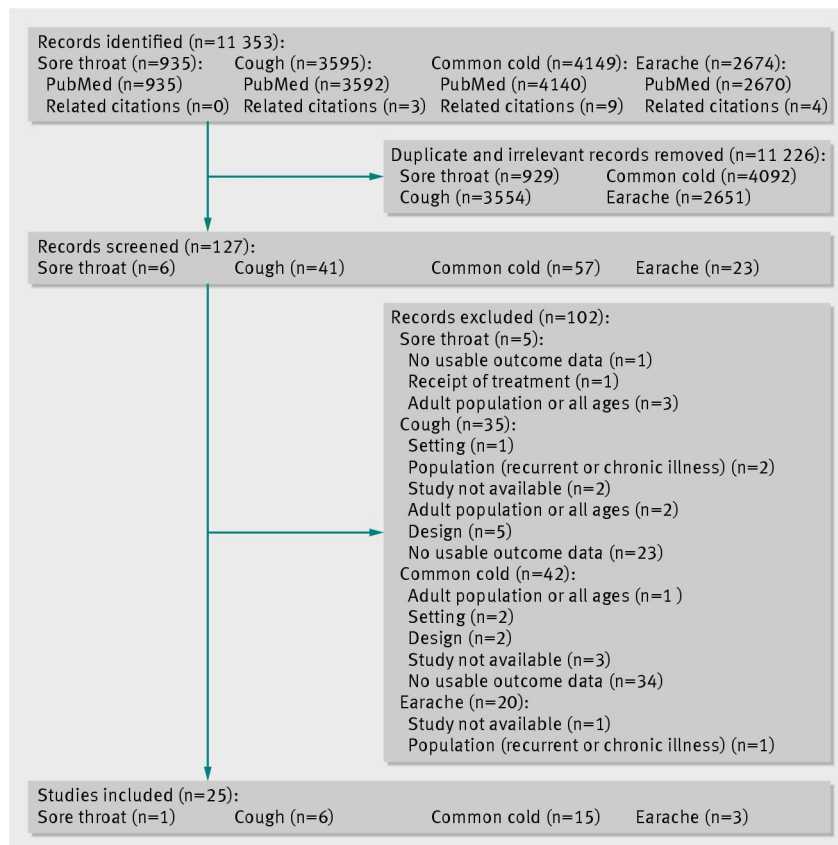 Records identified (n=11 353):
Sore throat (n=935): Cough (n=3595): Common cold (n=4149): Earache (n=2674):
PubMed (n=935) PubMed (n=3592) PubMed (n=4140) PubMed (n=2670)
Related citations (n=0) Related citations (n=3) Related citations (n=9) Related citations (n=4)
Duplicate and irrelevant records removed (n=11 226):
Sore throat (n=929) Common cold (n=4092)
Cough (n=3554) Earache (n=2651)
Records screened (n=127):
Sore throat (n=6) Cough (n=41) Common cold (n=57) Earache (n=23)
Records excluded (n=102):
Sore throat (n=5):
No usable outcome data (n=1)
Receipt of treatment (n=1)
Adult population or all ages (n=3)
Cough (n=35):
Setting (n=1)
Population (recurrent or chronic illness) (n=2)
Study not available (n=2)
Adult population or all ages (n=2)
Design (n=5)
No usable outcome data (n=23)
Common cold (n=42):
Adult population or all ages (n=1 )
Setting (n=2)
Design (n=2)
Study not available (n=3)
No usable outcome data (n=34)
Earache (n=20):
Study not available (n=1)
Population (recurrent or chronic illness) (n=1)
Studies included (n=25):
Sore throat (n=1) Cough (n=6) Common cold (n=15) Earache (n=3)